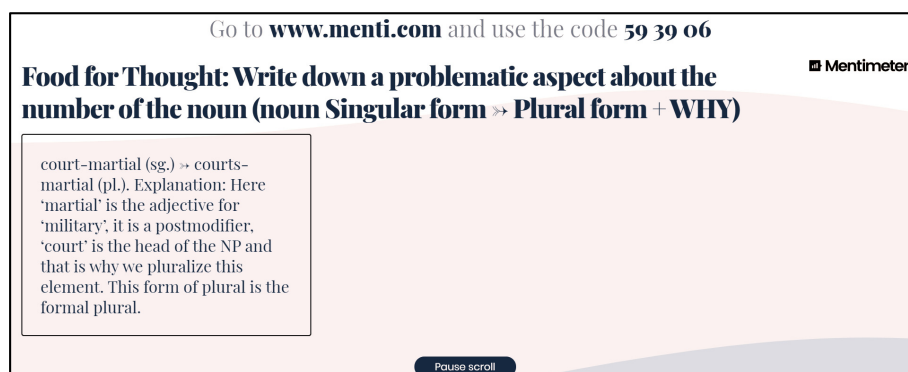 Go to www.menti.com and use the code 59 39 06
Mentimeter
Food for Thought: Write down a problematic aspect about the
number of the noun (noun Singular form ➳ Plural form + WHY)
court-martial (sg.) ➳ courts-
martial (pl.). Explanation: Here
‘martial’ is the adjective for
‘military’, it is a postmodifier,
‘court’ is the head of the NP and
that is why we pluralize this
element. This form of plural is the
formal plural.
Pause scroll